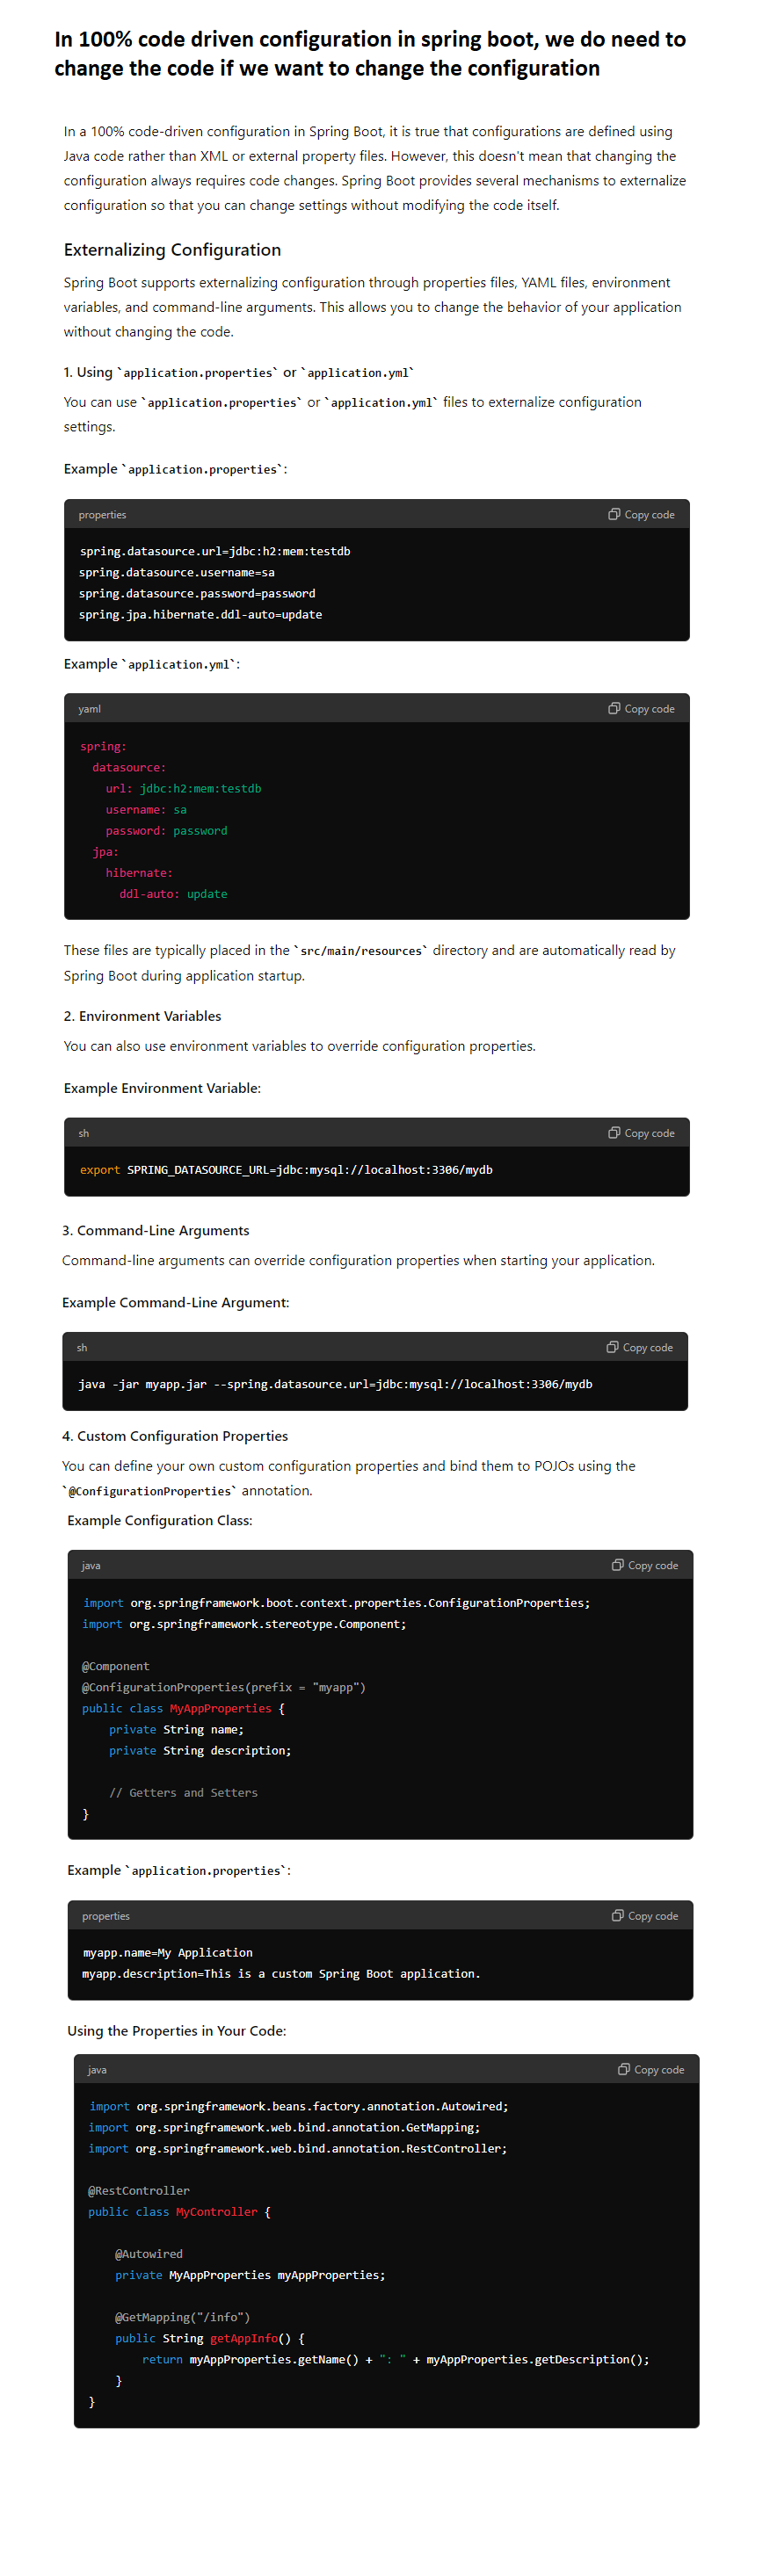 In 100% code driven configuration in spring boot, we do need to
change the code if we want to change the configuration
In a 100% code-driven configuration in Spring Boot, it is true that configurations are defined using
Java code rather than XML or external property files. However, this doesn't mean that changing the
configuration always requires code changes. Spring Boot provides several mechanisms to externalize
configuration so that you can change settings without modifying the code itself.
Externalizing Configuration
Spring Boot supports externalizing configuration through properties files, YAML files, environment
variables, and command-line arguments. This allows you to change the behavior of your application
without changing the code.
1. Using `application.properties` or `application.yml`
You can use `application.properties` or `application.yml` files to externalize configuration
settings.
Example `application.properties`:
properties Copy code
spring.datasource.url=jdbc:h2:mem:testdb
spring.datasource.username=sa
spring.datasource.password=password
spring.jpa.hibernate.ddl-auto=update
Example `application.yml`:
yaml Copy code
spring:
  datasource:
    url: jdbc:h2:mem:testdb
    username: sa
    password: password
  jpa:
    hibernate:
      ddl-auto: update
These files are typically placed in the `src/main/resources` directory and are automatically read by
Spring Boot during application startup.
2. Environment Variables
You can also use environment variables to override configuration properties.
Example Environment Variable:
sh Copy code
export SPRING_DATASOURCE_URL=jdbc:mysql://localhost:3306/mydb
3. Command-Line Arguments
Command-line arguments can override configuration properties when starting your application.
Example Command-Line Argument:
sh Copy code
java -jar myapp.jar --spring.datasource.url=jdbc:mysql://localhost:3306/mydb
4. Custom Configuration Properties
You can define your own custom configuration properties and bind them to POJOs using the
`@ConfigurationProperties` annotation.
Example Configuration Class:
java Copy code
import org.springframework.boot.context.properties.ConfigurationProperties;
import org.springframework.stereotype.Component;
@Component
@ConfigurationProperties(prefix = "myapp")
public class MyAppProperties {
    private String name;
    private String description;
    // Getters and Setters
}
Example `application.properties`:
properties Copy code
myapp.name=My Application
myapp.description=This is a custom Spring Boot application.
Using the Properties in Your Code:
java Copy code
import org.springframework.beans.factory.annotation.Autowired;
import org.springframework.web.bind.annotation.GetMapping;
import org.springframework.web.bind.annotation.RestController;
@RestController
public class MyController {
    @Autowired
    private MyAppProperties myAppProperties;
    @GetMapping("/info")
    public String getAppInfo() {
        return myAppProperties.getName() + ": " + myAppProperties.getDescription();
    }
}